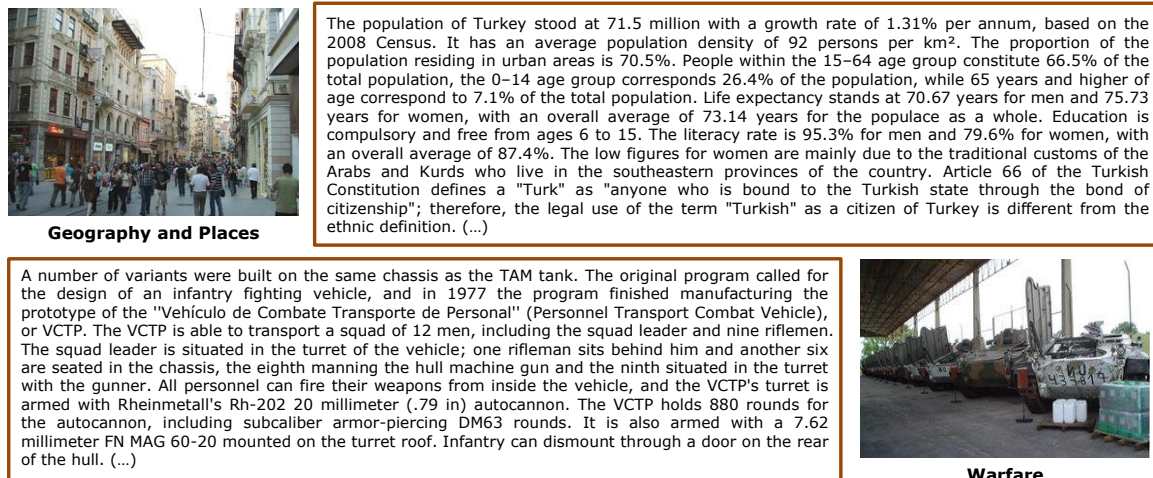 The population of Turkey stood at 71.5 million with a growth rate of 1.31% per annum, based on the
2008 Census. It has an average population density of 92 persons per km². The proportion of the
population residing in urban areas is 70.5%. People within the 15–64 age group constitute 66.5% of the
total population, the 0–14 age group corresponds 26.4% of the population, while 65 years and higher of
age correspond to 7.1% of the total population. Life expectancy stands at 70.67 years for men and 75.73
years for women, with an overall average of 73.14 years for the populace as a whole. Education is
compulsory and free from ages 6 to 15. The literacy rate is 95.3% for men and 79.6% for women, with
an overall average of 87.4%. The low figures for women are mainly due to the traditional customs of the
Arabs and Kurds who live in the southeastern provinces of the country. Article 66 of the Turkish
Constitution defines a "Turk" as "anyone who is bound to the Turkish state through the bond of
citizenship"; therefore, the legal use of the term "Turkish" as a citizen of Turkey is different from the
ethnic definition. (...)
Geography and Places
A number of variants were built on the same chassis as the TAM tank. The original program called for
the design of an infantry fighting vehicle, and in 1977 the program finished manufacturing the
prototype of the ''Vehículo de Combate Transporte de Personal'' (Personnel Transport Combat Vehicle),
or VCTP. The VCTP is able to transport a squad of 12 men, including the squad leader and nine riflemen.
The squad leader is situated in the turret of the vehicle; one rifleman sits behind him and another six
are seated in the chassis, the eighth manning the hull machine gun and the ninth situated in the turret
with the gunner. All personnel can fire their weapons from inside the vehicle, and the VCTP's turret is
armed with Rheinmetall's Rh-202 20 millimeter (.79 in) autocannon. The VCTP holds 880 rounds for
the autocannon, including subcaliber armor-piercing DM63 rounds. It is also armed with a 7.62
millimeter FN MAG 60-20 mounted on the turret roof. Infantry can dismount through a door on the rear
of the hull. (...)
Warfare